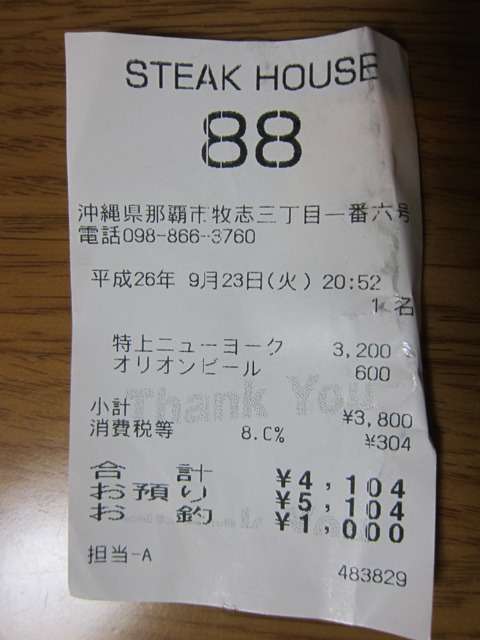 STEAK HOUSE
88
沖縄県那覇市牧志三丁目一番六号
電話098-866-3760
平成26年 9月23日(火) 20:52
1 名
特上ニューヨーク 3,200
オリオンビール 600
Thank You
小計 ¥3,800
消費税等 8.0% ¥304
合計 ¥4,104
お預り ¥5,104
お釣 ¥1,000
担当-A
483829